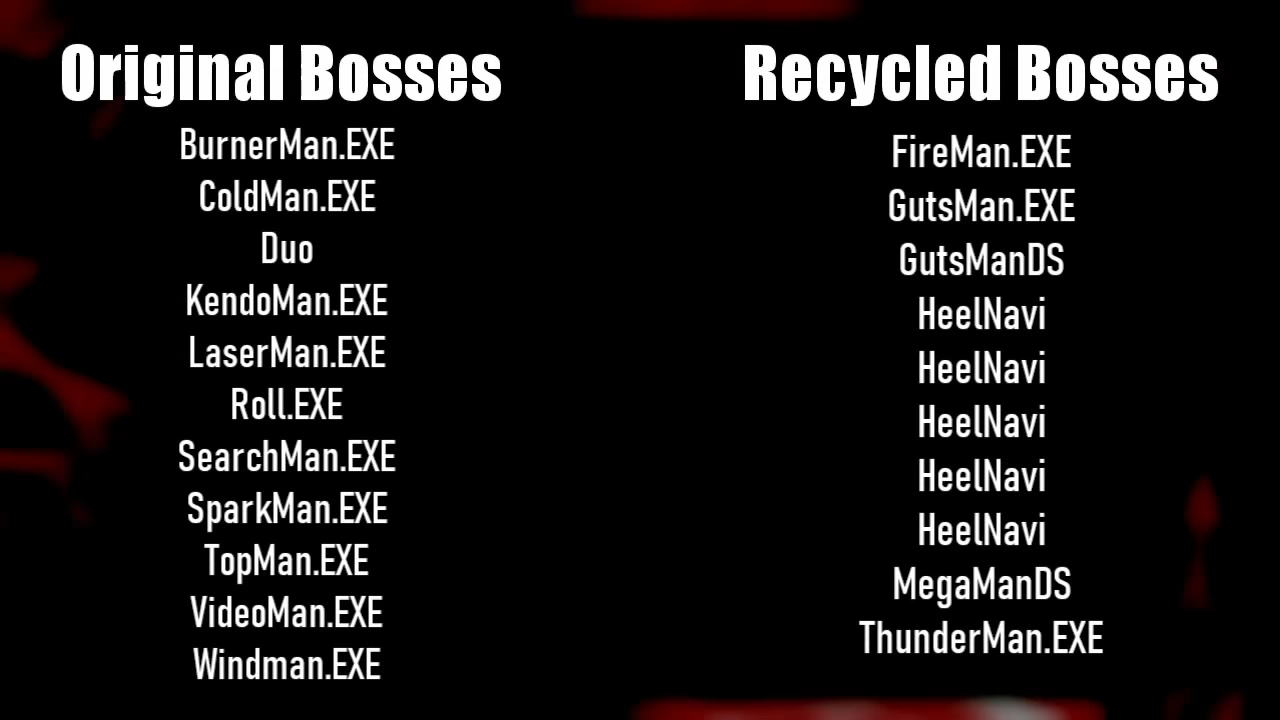 Original Bosses
BurnerMan.EXE
ColdMan.EXE
Duo
KendoMan.EXE
LaserMan.EXE
Roll.EXE
SearchMan.EXE
SparkMan.EXE
TopMan.EXE
VideoMan.EXE
Windman.EXE
Recycled Bosses
FireMan.EXE
GutsMan.EXE
GutsManDS
HeelNavi
HeelNavi
HeelNavi
HeelNavi
HeelNavi
MegaManDS
ThunderMan.EXE